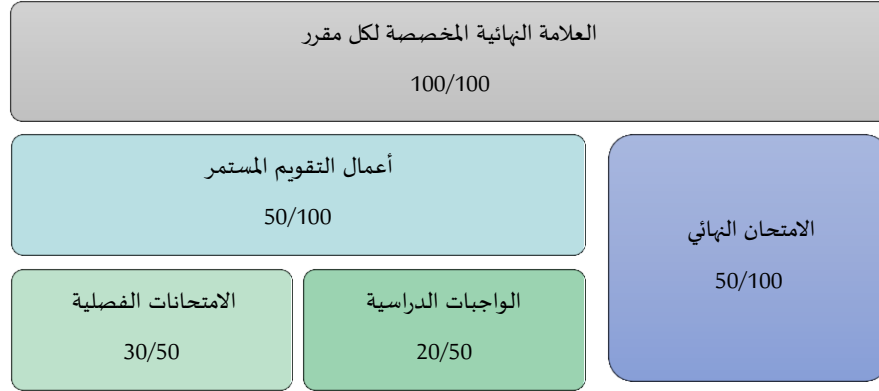 العلامة النهائية المخصصة لكل مقرر
100/100
الامتحان النهائي
50/100
أعمال التقويم المستمر
50/100
الواجبات الدراسية
20/50
الامتحانات الفصلية
30/50